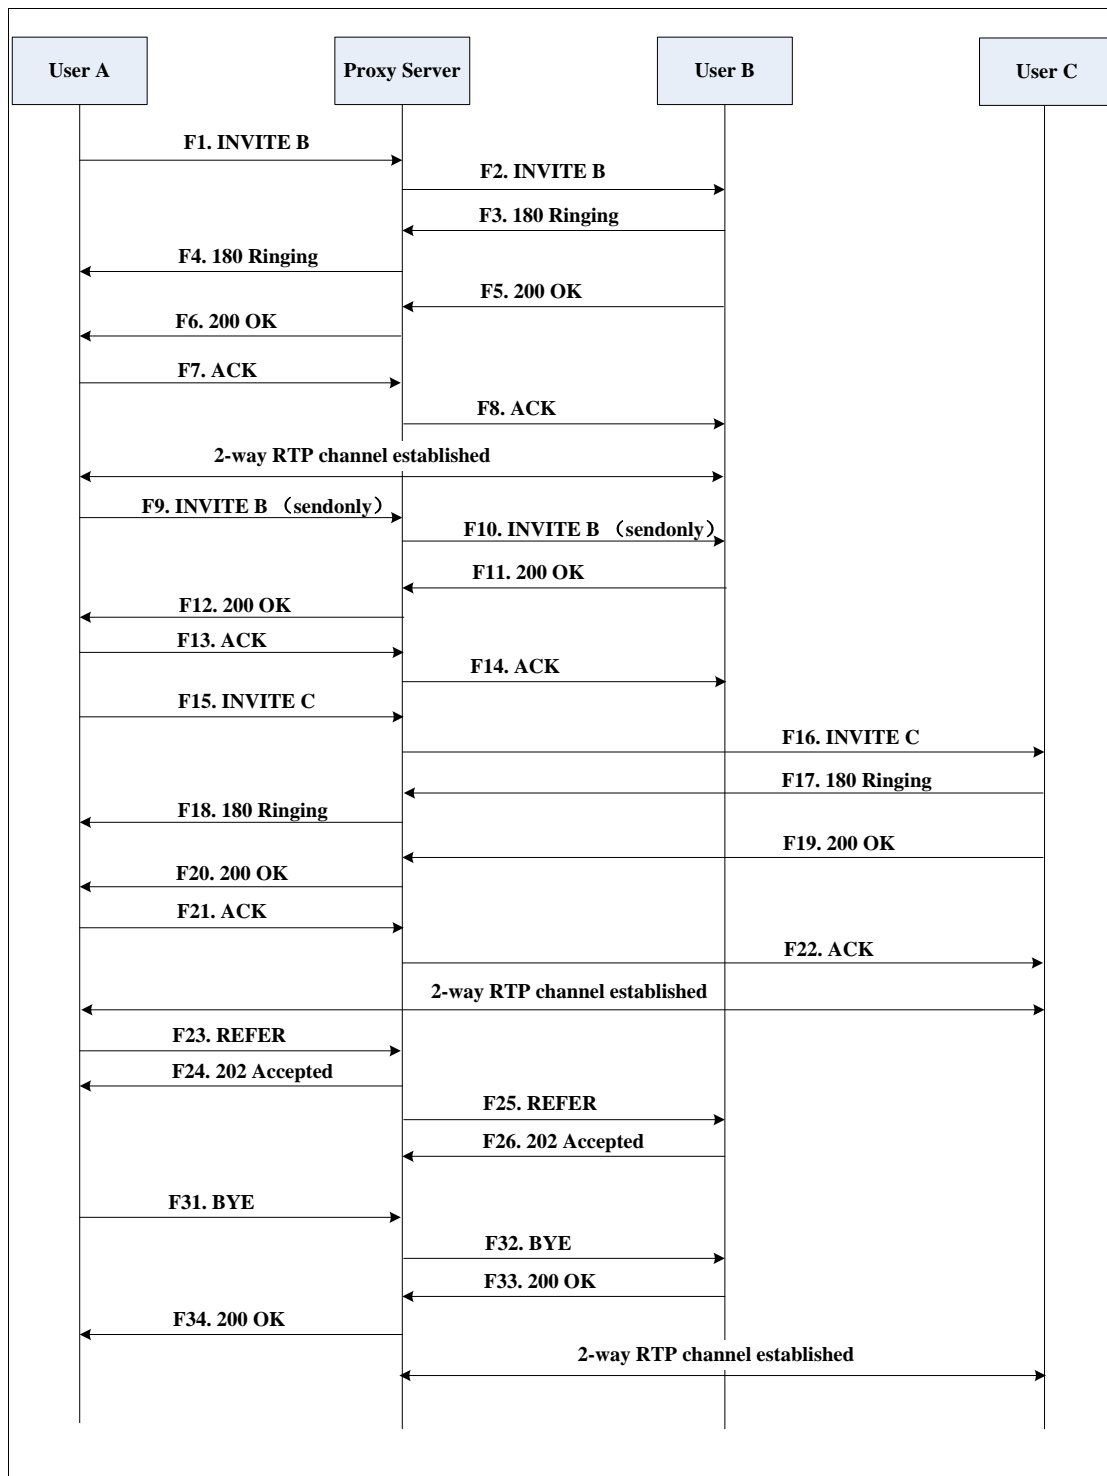 User A
Proxy Server
User B
User C
F1. INVITE B
F2. INVITE B
F3. 180 Ringing
F4. 180 Ringing
F5. 200 OK
F6. 200 OK
F7. ACK
F8. ACK
2-way RTP channel established
F9. INVITE B （sendonly）
F10. INVITE B （sendonly）
F11. 200 OK
F12. 200 OK
F13. ACK
F14. ACK
F15. INVITE C
F16. INVITE C
F17. 180 Ringing
F18. 180 Ringing
F19. 200 OK
F20. 200 OK
F21. ACK
F22. ACK
2-way RTP channel established
F23. REFER
F24. 202 Accepted
F25. REFER
F26. 202 Accepted
F31. BYE
F32. BYE
F33. 200 OK
F34. 200 OK
2-way RTP channel established